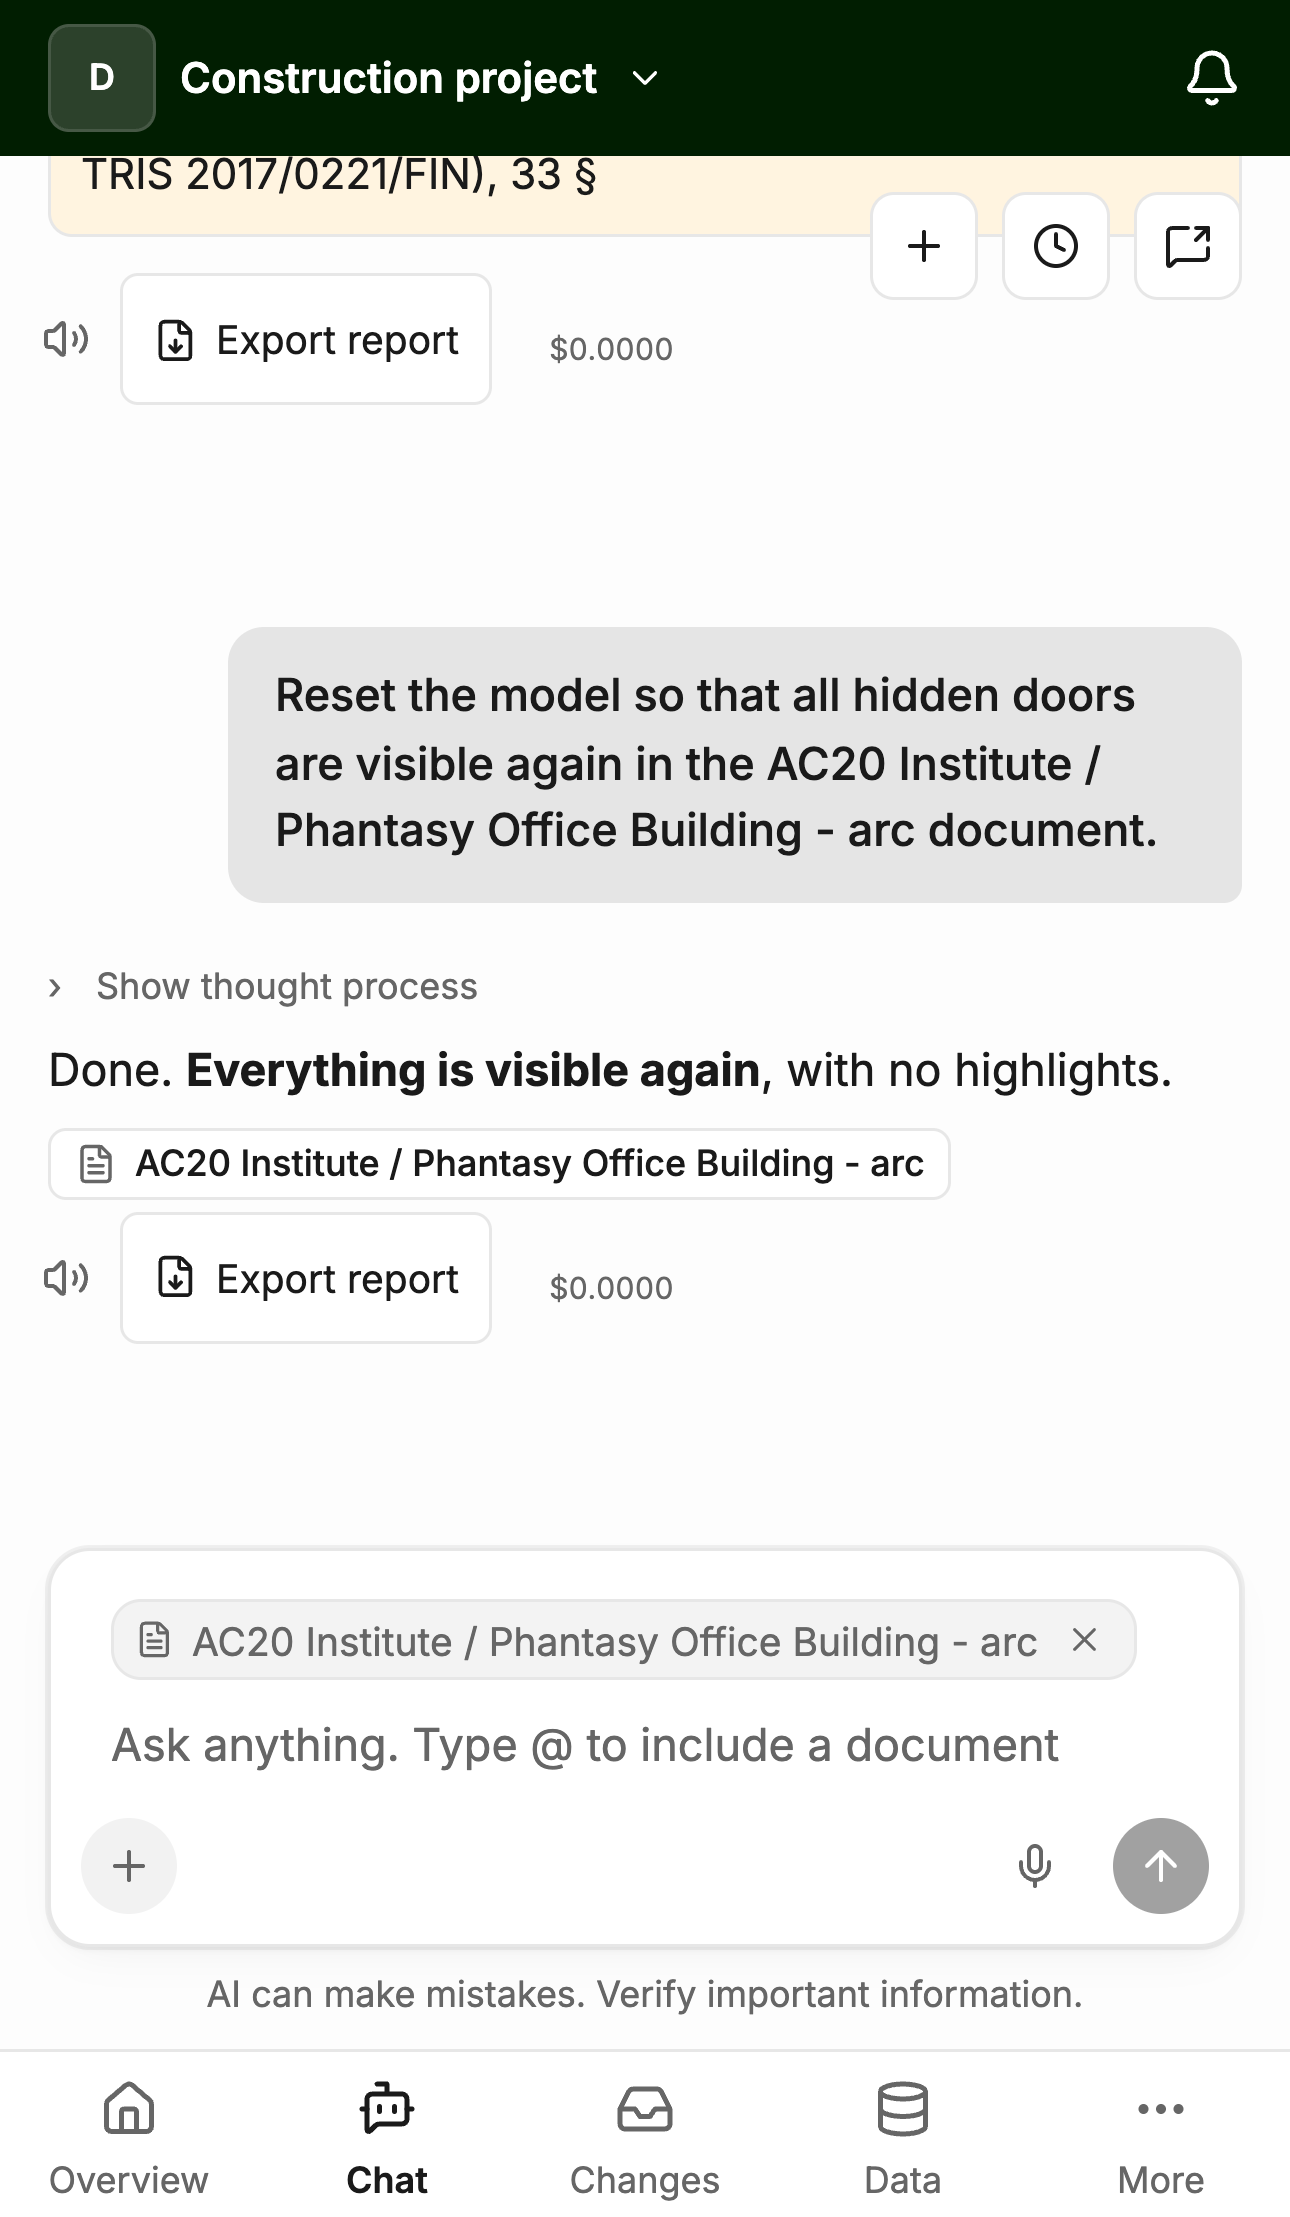 D
Construction project
TRIS 2017/0221/FIN), 33 §
Export report
$0.0000
Reset the model so that all hidden doors
are visible again in the AC20 Institute /
Phantasy Office Building - arc document.
› Show thought process
Done. Everything is visible again, with no highlights.
AC20 Institute / Phantasy Office Building - arc
Export report
$0.0000
AC20 Institute / Phantasy Office Building - arc
Ask anything. Type @ to include a document
AI can make mistakes. Verify important information.
Overview
Chat
Changes
Data
More